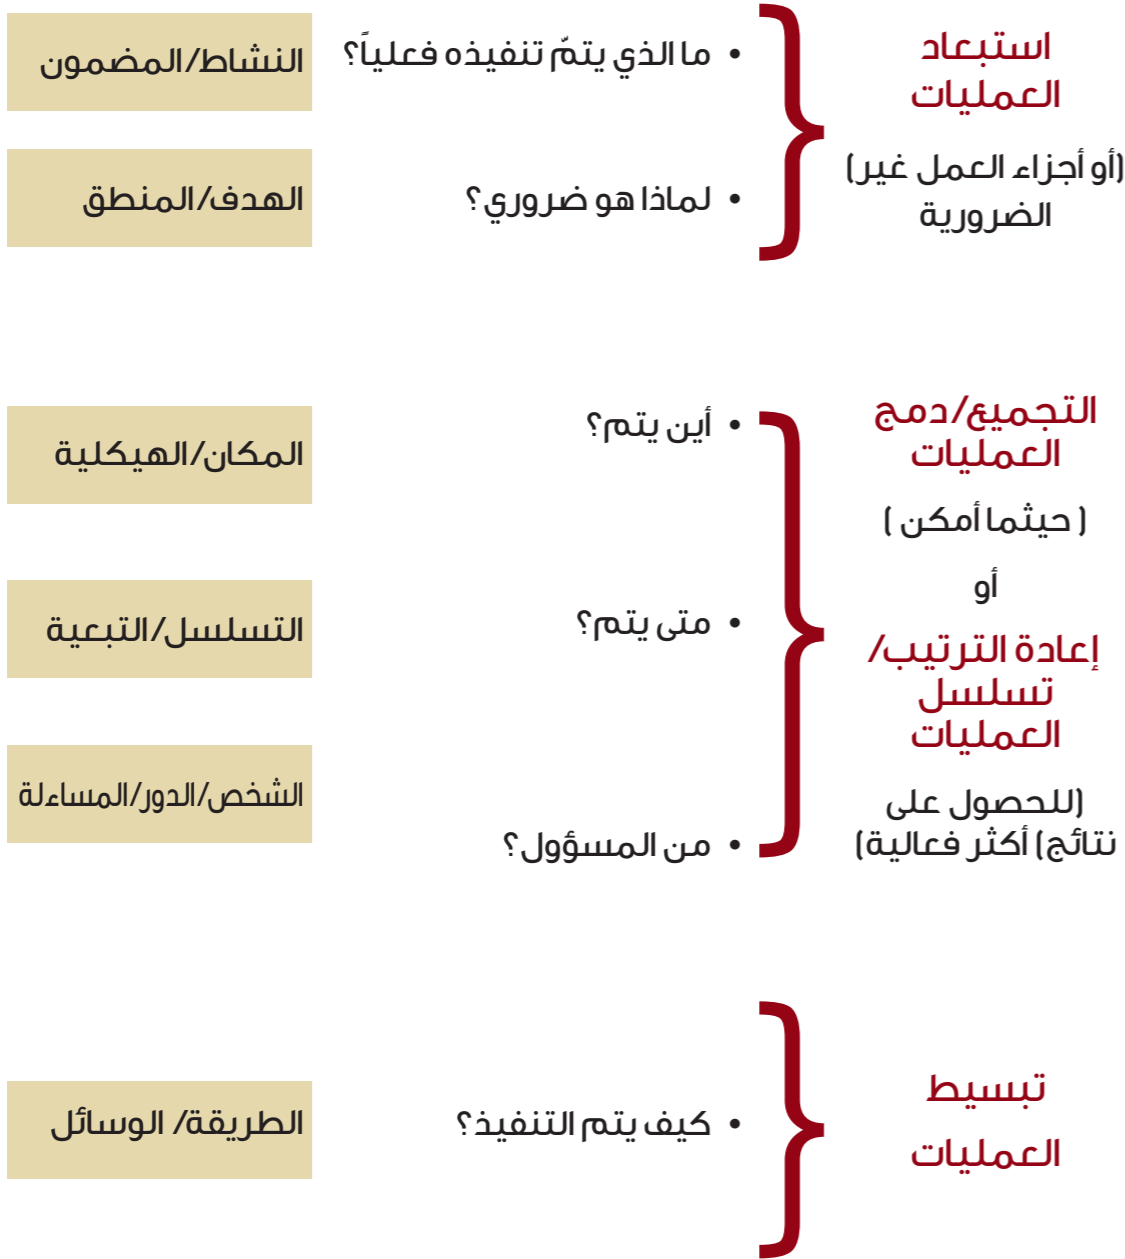 استبعاد
العمليات
(أو أجزاء العمل غير)
الضرورية
• ما الذي يتمّ تنفيذه فعلياً؟
النشاط/المضمون
• لماذا هو ضروري؟
الهدف/المنطق
التجميع/دمج
العمليات
( حيثما أمكن )
أو
إعادة الترتيب/
تسلسل
العمليات
(للحصول على
نتائج) أكثر فعالية)
• أين يتم؟
المكان/الهيكلية
• متى يتم؟
التسلسل/التبعية
• من المسؤول؟
الشخص/الدور/المساءلة
تبسيط
العمليات
• كيف يتم التنفيذ؟
الطريقة/ الوسائل